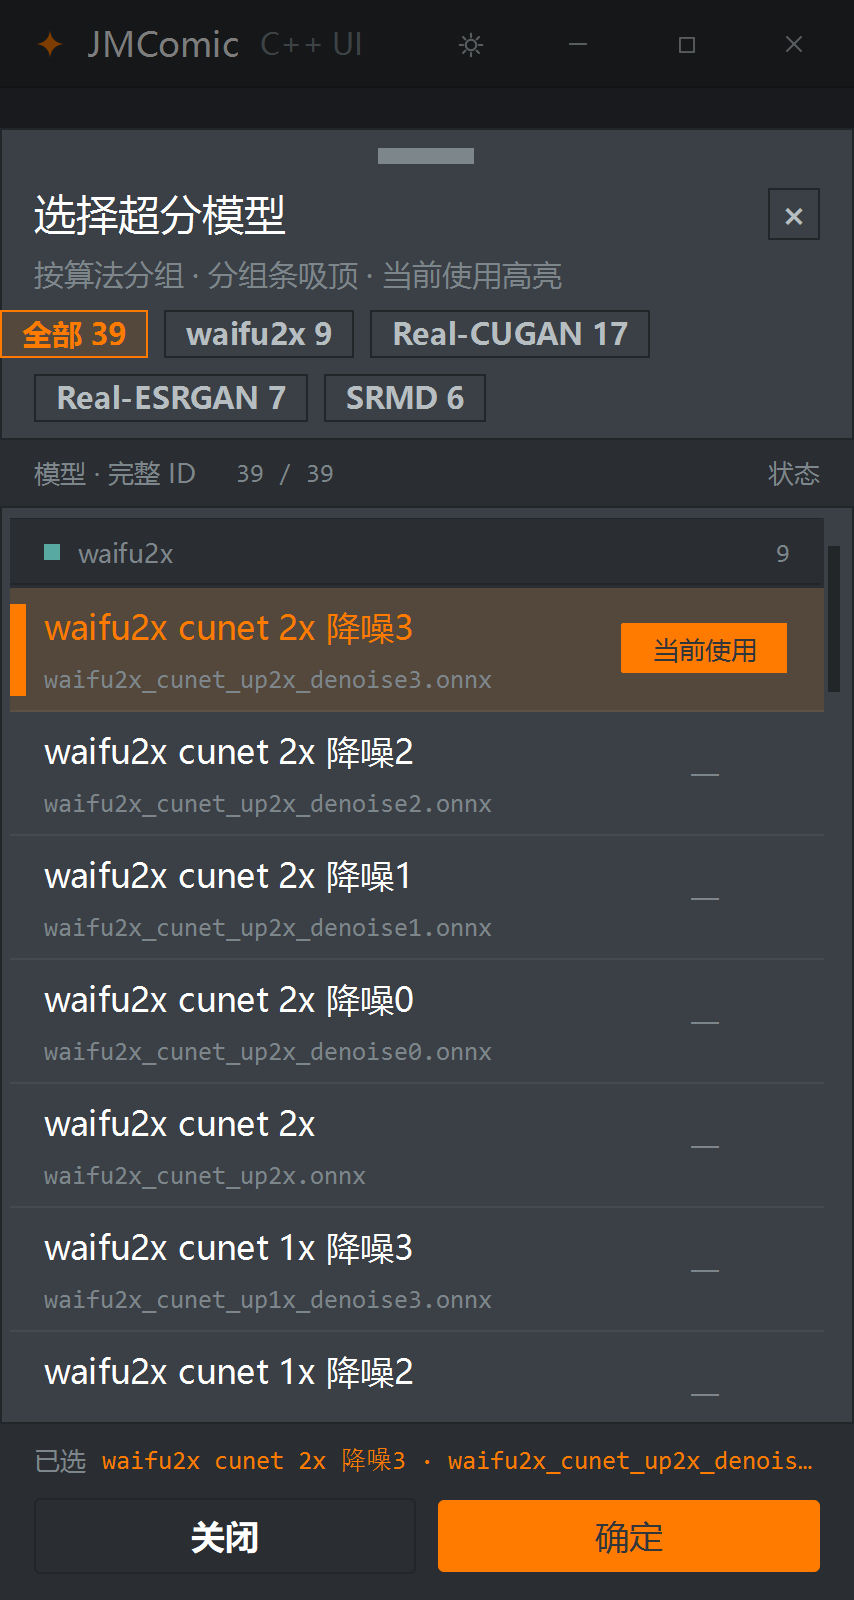 JMComic C++ UI
选择超分模型
×
按算法分组 · 分组条吸顶 · 当前使用高亮
全部 39 waifu2x 9 Real-CUGAN 17
Real-ESRGAN 7 SRMD 6
模型 · 完整 ID 39 / 39 状态
waifu2x 9
waifu2x cunet 2x 降噪3
当前使用
waifu2x_cunet_up2x_denoise3.onnx
waifu2x cunet 2x 降噪2
—
waifu2x_cunet_up2x_denoise2.onnx
waifu2x cunet 2x 降噪1
—
waifu2x_cunet_up2x_denoise1.onnx
waifu2x cunet 2x 降噪0
—
waifu2x_cunet_up2x_denoise0.onnx
waifu2x cunet 2x
—
waifu2x_cunet_up2x.onnx
waifu2x cunet 1x 降噪3
—
waifu2x_cunet_up1x_denoise3.onnx
waifu2x cunet 1x 降噪2
—
已选 waifu2x cunet 2x 降噪3 · waifu2x_cunet_up2x_denois…
关闭 确定